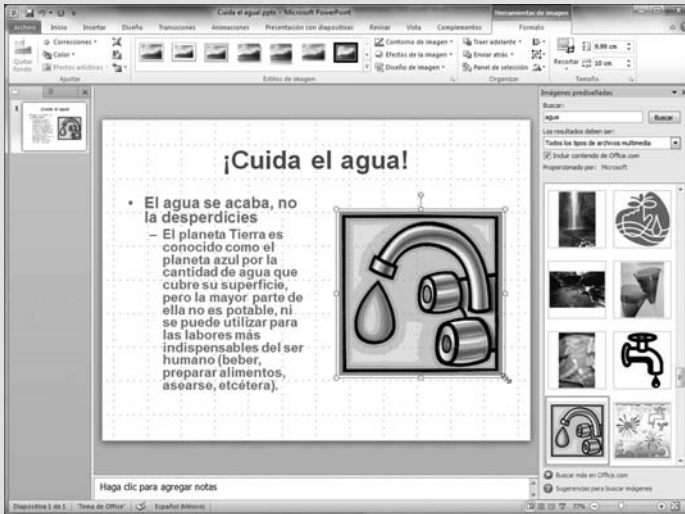 Cuida el agua.pptx - Microsoft PowerPoint
Herramientas de imagen
Archivo Inicio Insertar Diseño Transiciones Animaciones Presentación con diapositivas Revisar Vista Complementos Formato
Quitar fondo
Correcciones
Color
Efectos artísticos
Ajustar
Estilos de imagen
Contorno de imagen
Efectos de la imagen
Diseño de imagen
Traer adelante
Enviar atrás
Panel de selección
Organizar
Recortar
9.99 cm
10 cm
Tamaño
1
¡Cuida el agua!
¡Cuida el agua!
• El agua se acaba, no
la desperdicies
– El planeta Tierra es
conocido como el
planeta azul por la
cantidad de agua que
cubre su superficie,
pero la mayor parte de
ella no es potable, ni
se puede utilizar para
las labores más
indispensables del ser
humano (beber,
preparar alimentos,
asearse, etcétera).
Imágenes prediseñadas
Buscar:
agua
Buscar
Los resultados deben ser:
Todos los tipos de archivos multimedia
Incluir contenido de Office.com
Proporcionado por: Microsoft
Buscar más en Office.com
Sugerencias para buscar imágenes
Haga clic para agregar notas
Diapositiva 1 de 1 "Tema de Office" Español (México) 77%